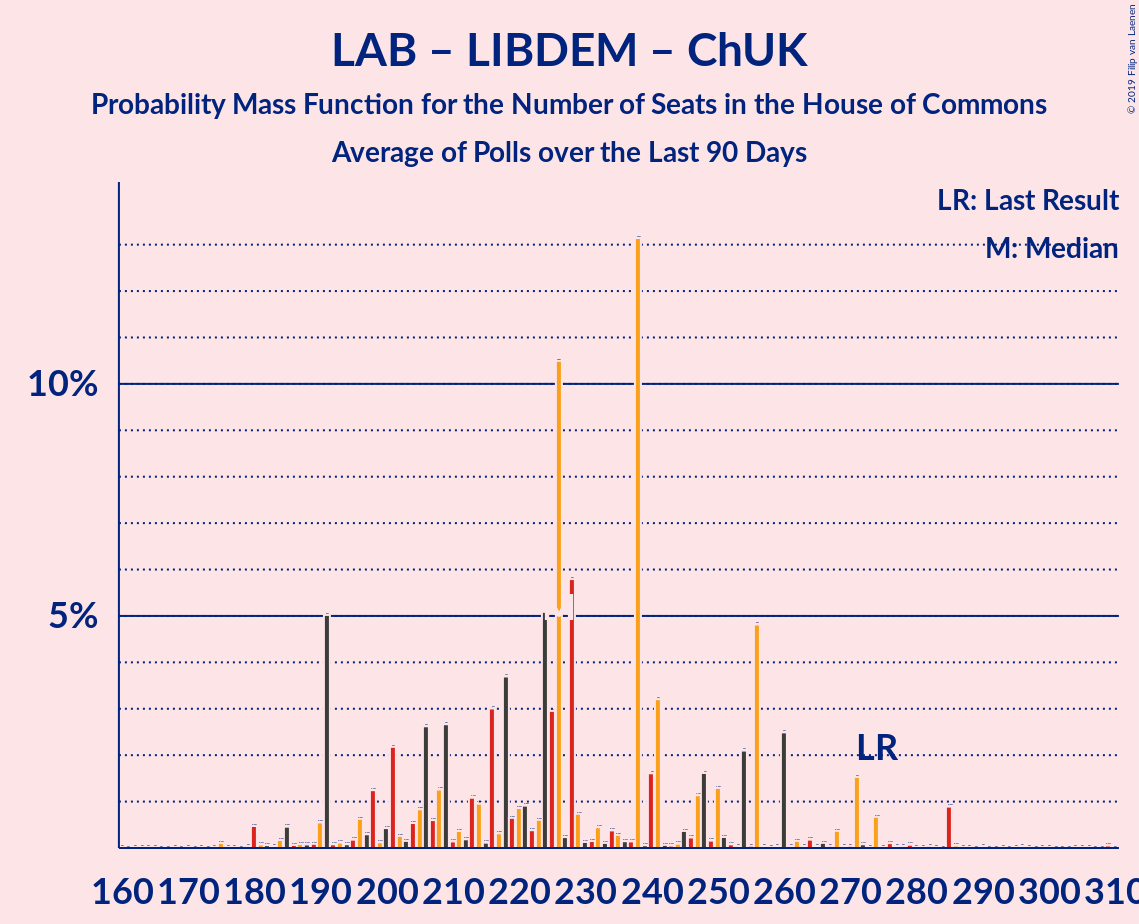 LAB – LIBDEM – ChUK
Probability Mass Function for the Number of Seats in the House of Commons
Average of Polls over the Last 90 Days
© 2019 Filip van Laenen
LR: Last Result
M: Median
10%
5%
LR
160 170 180 190 200 210 220 230 240 250 260 270 280 290 300 310